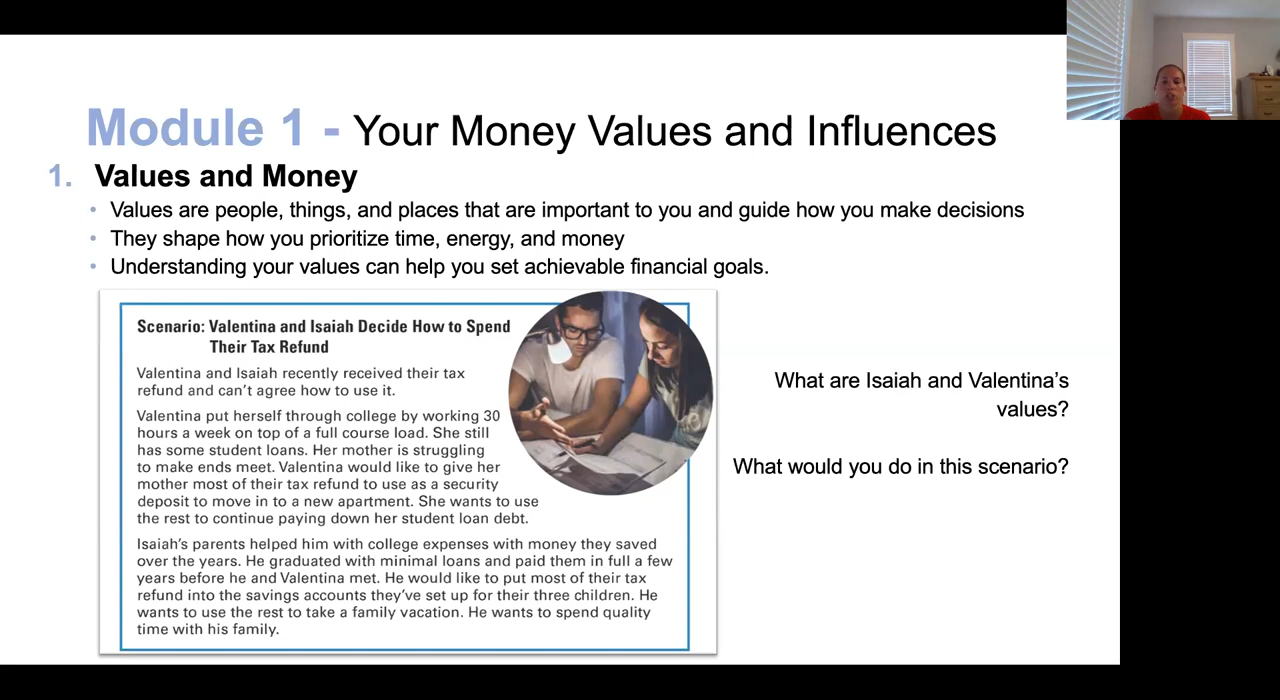 Module 1 - Your Money Values and Influences
1. Values and Money
• Values are people, things, and places that are important to you and guide how you make decisions
• They shape how you prioritize time, energy, and money
• Understanding your values can help you set achievable financial goals.
Scenario: Valentina and Isaiah Decide How to Spend
Their Tax Refund
Valentina and Isaiah recently received their tax
refund and can’t agree how to use it.
Valentina put herself through college by working 30
hours a week on top of a full course load. She still
has some student loans. Her mother is struggling
to make ends meet. Valentina would like to give her
mother most of their tax refund to use as a security
deposit to move in to a new apartment. She wants to use
the rest to continue paying down her student loan debt.
Isaiah’s parents helped him with college expenses with money they saved
over the years. He graduated with minimal loans and paid them in full a few
years before he and Valentina met. He would like to put most of their tax
refund into the savings accounts they’ve set up for their three children. He
wants to use the rest to take a family vacation. He wants to spend quality
time with his family.
What are Isaiah and Valentina’s
values?
What would you do in this scenario?